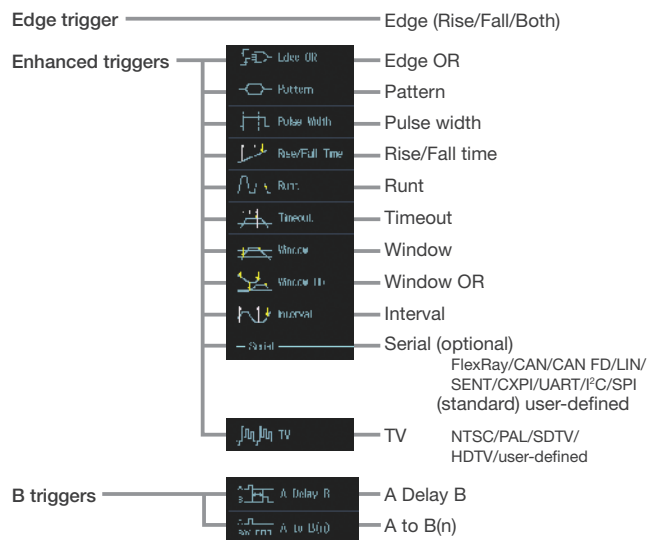 Edge trigger Edge (Rise/Fall/Both)
Enhanced triggers Edge OR Edge OR
Pattern Pattern
Pulse Width Pulse width
Rise/Fall Time Rise/Fall time
Runt Runt
Timeout Timeout
Window Window
Window OR Window OR
Interval Interval
Serial Serial (optional)
FlexRay/CAN/CAN FD/LIN/
SENT/CXPI/UART/I²C/SPI
(standard) user-defined
TV TV NTSC/PAL/SDTV/
HDTV/user-defined
B triggers A Delay B A Delay B
A to B(n) A to B(n)